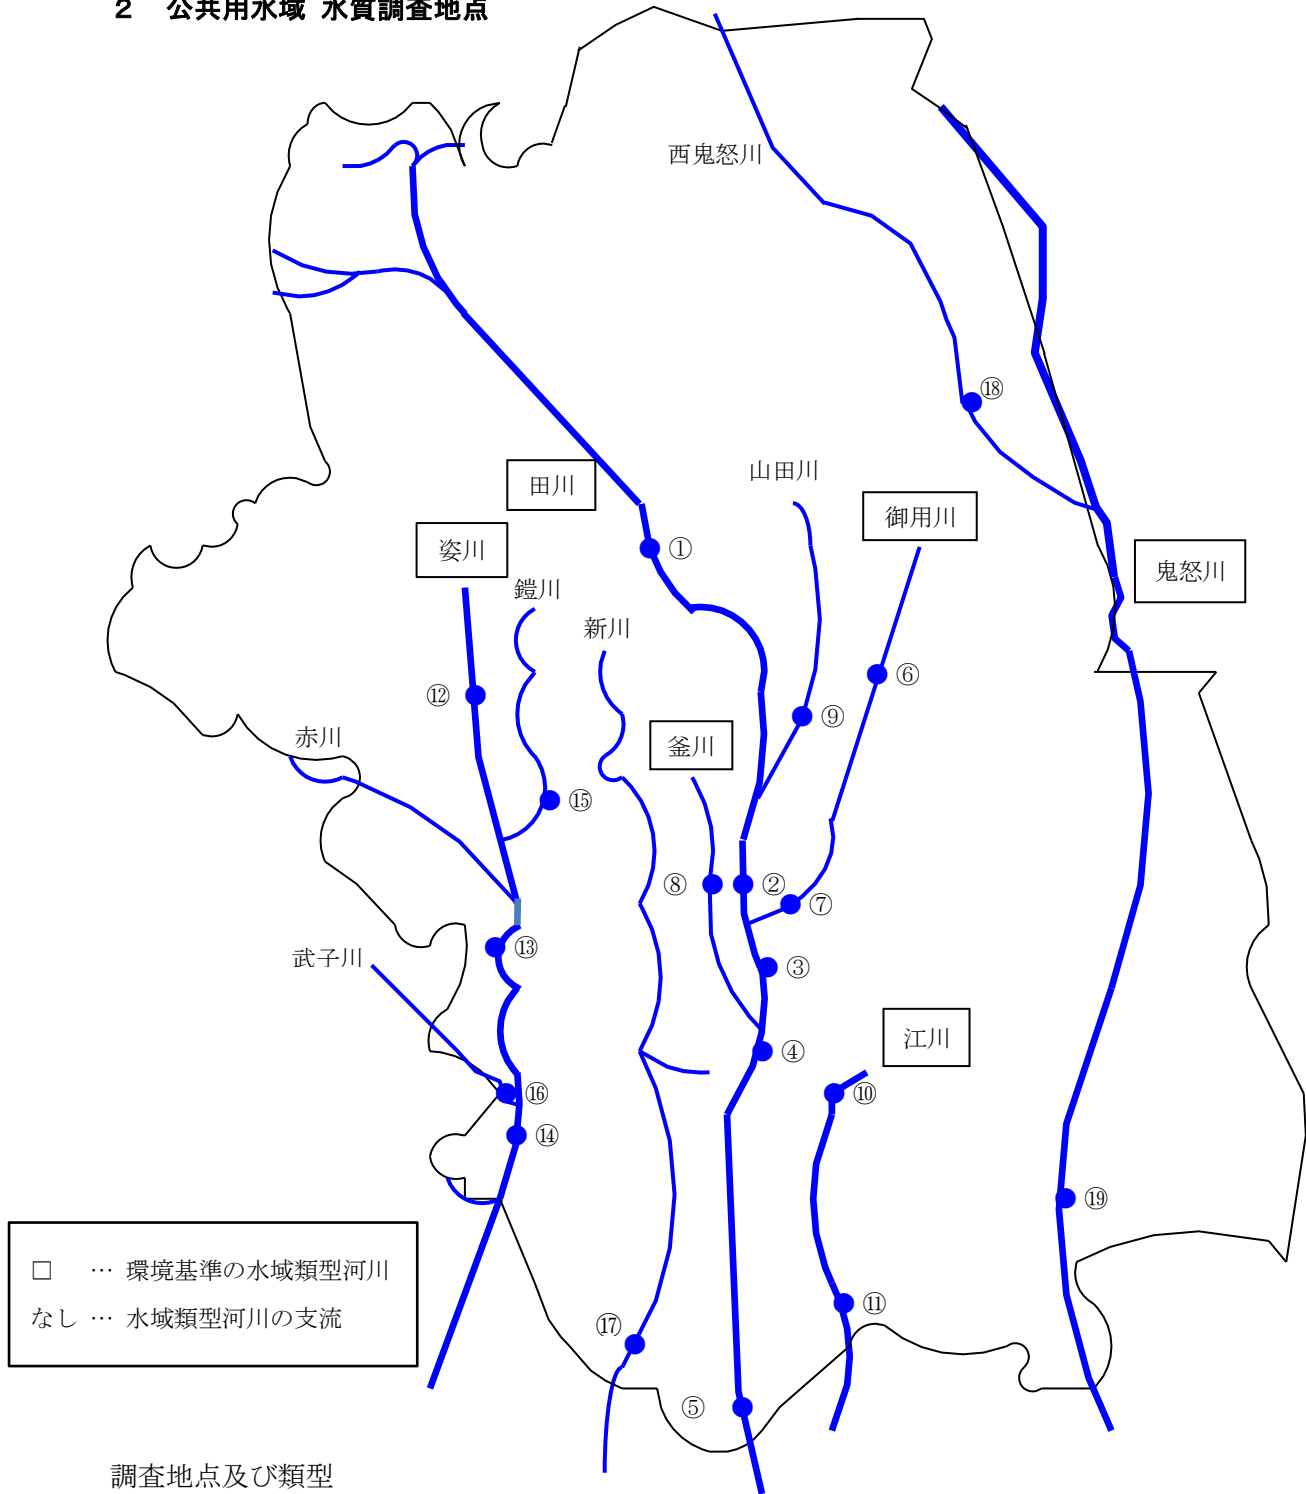 2 公共用水域 水質調査地点
西鬼怒川
⑱
田川
山田川
御用川
姿川
①
鬼怒川
鎧川
新川
⑥
⑫
⑨
赤川
釜川
⑮
⑧
②
⑦
武子川
⑬
③
江川
④
⑯
⑩
⑭
⑲
□ … 環境基準の水域類型河川
なし … 水域類型河川の支流
⑪
⑰
⑤
調査地点及び類型